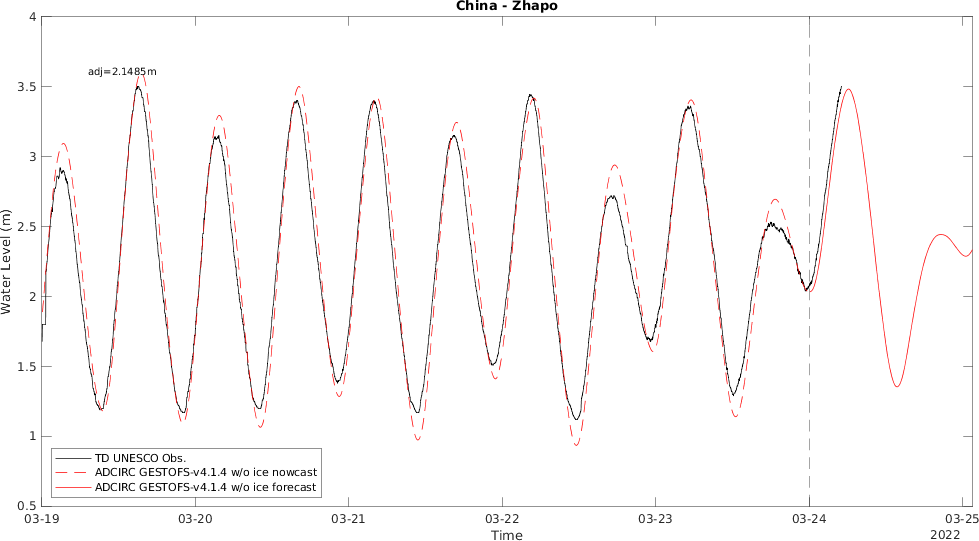 China - Zhapo
adj=2.1485m
4
3.5
3
2.5
2
1.5
1
0.5
Water Level (m)
TD UNESCO Obs.
ADCIRC GESTOFS-v4.1.4 w/o ice nowcast
ADCIRC GESTOFS-v4.1.4 w/o ice forecast
03-19 03-20 03-21 03-22 03-23 03-24 03-25
Time
2022